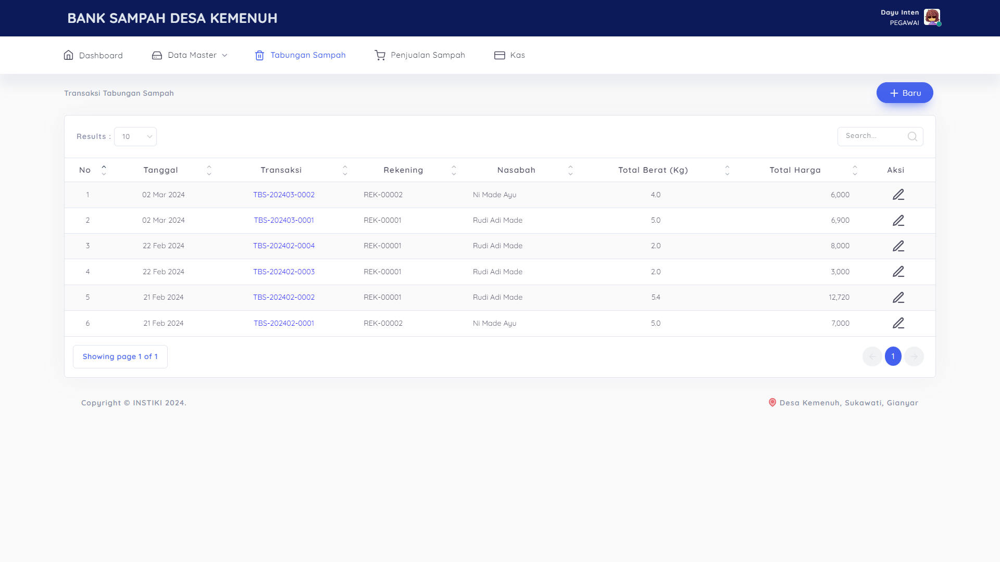 BANK SAMPAH DESA KEMENUH
Dayu Inten
PEGAWAI
Dashboard Data Master Tabungan Sampah Penjualan Sampah Kas
Transaksi Tabungan Sampah
Baru
Results : 10
Search...
No Tanggal Transaksi Rekening Nasabah Total Berat (Kg) Total Harga Aksi
1 02 Mar 2024 TBS-202403-0002 REK-00002 Ni Made Ayu 4.0 6,000
2 02 Mar 2024 TBS-202403-0001 REK-00001 Rudi Adi Made 5.0 6,900
3 22 Feb 2024 TBS-202402-0004 REK-00001 Rudi Adi Made 2.0 8,000
4 22 Feb 2024 TBS-202402-0003 REK-00001 Rudi Adi Made 2.0 3,000
5 21 Feb 2024 TBS-202402-0002 REK-00001 Rudi Adi Made 5.4 12,720
6 21 Feb 2024 TBS-202402-0001 REK-00002 Ni Made Ayu 5.0 7,000
Showing page 1 of 1
1
Copyright © INSTIKI 2024.
Desa Kemenuh, Sukawati, Gianyar